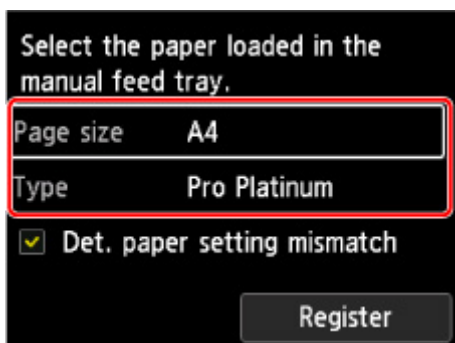 Select the paper loaded in the
manual feed tray.
Page size A4
Type Pro Platinum
Det. paper setting mismatch
Register